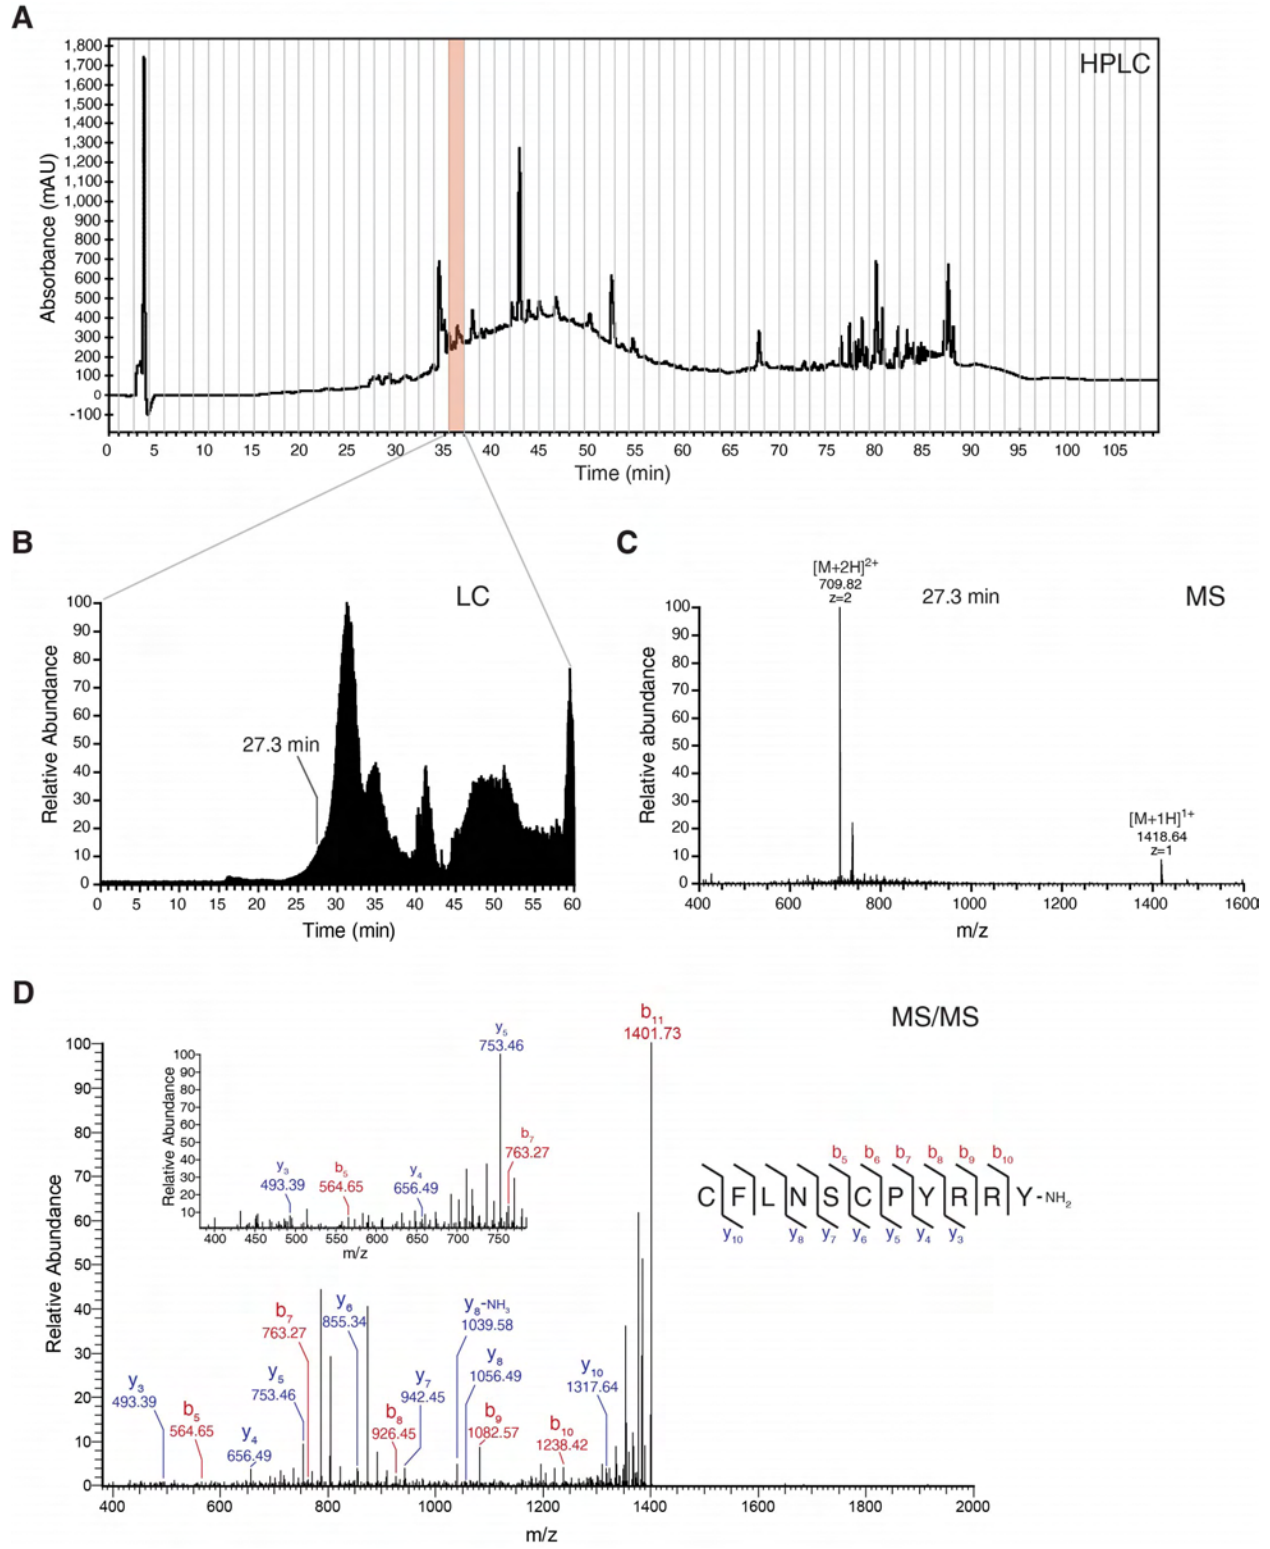 A
HPLC
Absorbance (mAU)
1,800
1,700
1,600
1,500
1,400
1,300
1,200
1,100
1,000
900
800
700
600
500
400
300
200
100
0
-100
0 5 10 15 20 25 30 35 40 45 50 55 60 65 70 75 80 85 90 95 100 105
Time (min)
B
LC
Relative Abundance
100
90
80
70
60
50
40
30
20
10
0
27.3 min
0 5 10 15 20 25 30 35 40 45 50 55 60
Time (min)
C
[M+2H]2+
709.82
z=2
27.3 min
MS
Relative abundance
100
90
80
70
60
50
40
30
20
10
0
[M+1H]1+
1418.64
z=1
400 600 800 1000 1200 1400 1600
m/z
D
MS/MS
Relative Abundance
100
90
80
70
60
50
40
30
20
10
0
b11
1401.73
Relative Abundance
100
90
80
70
60
50
40
30
20
10
y5
753.46
b7
763.27
y3
493.39
b5
564.65
y4
656.49
400 450 500 550 600 650 700 750
m/z
b5 b6 b7 b8 b9 b10
C F L N S C P Y R R Y-NH2
y10 y8 y7 y6 y5 y4 y3
y3
493.39
b5
564.65
y4
656.49
y5
753.46
b7
763.27
y6
855.34
b8
926.45
y7
942.45
y8-NH3
1039.58
y8
1056.49
b9
1082.57
b10
1238.42
y10
1317.64
400 600 800 1000 1200 1400 1600 1800 2000
m/z